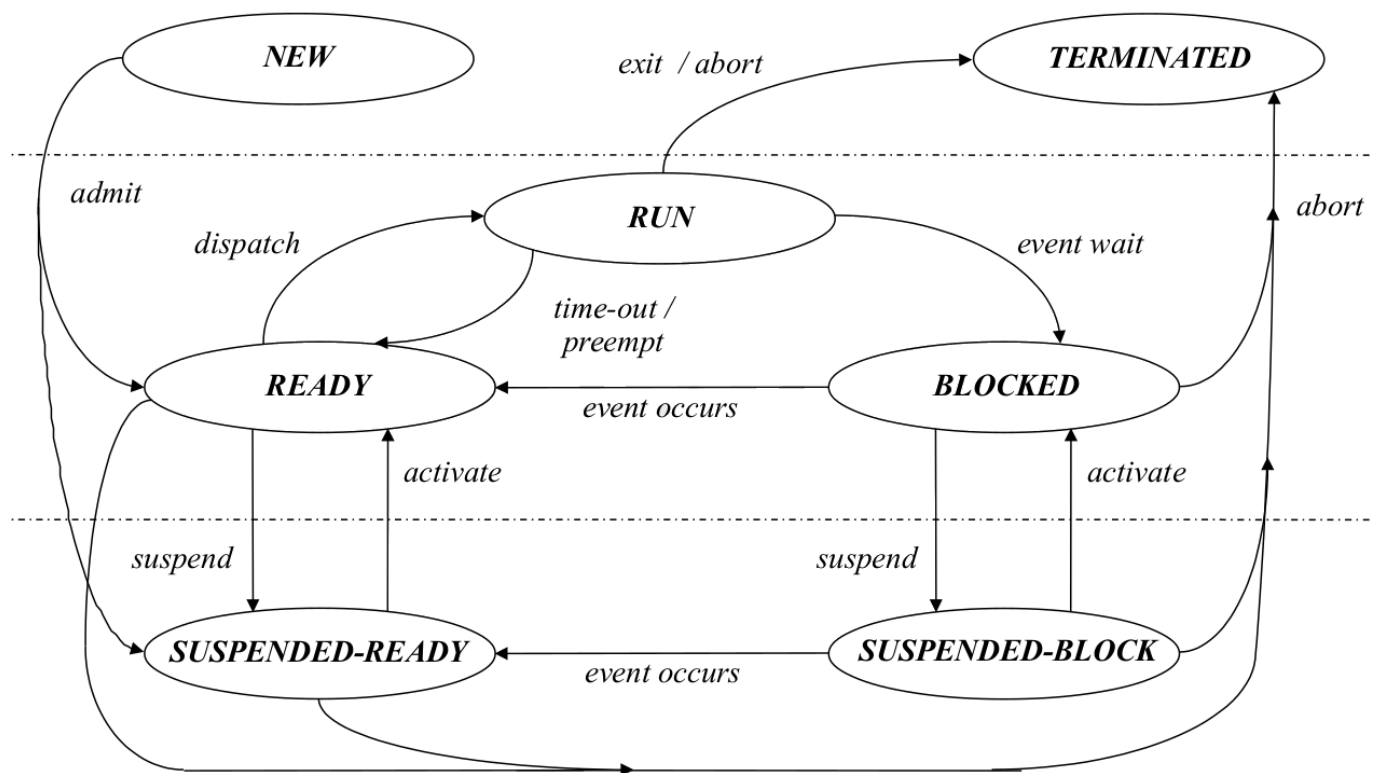 NEW
TERMINATED
exit / abort
admit
RUN
abort
dispatch
event wait
time-out /
preempt
READY
BLOCKED
event occurs
activate
activate
suspend
suspend
SUSPENDED-READY
SUSPENDED-BLOCK
event occurs